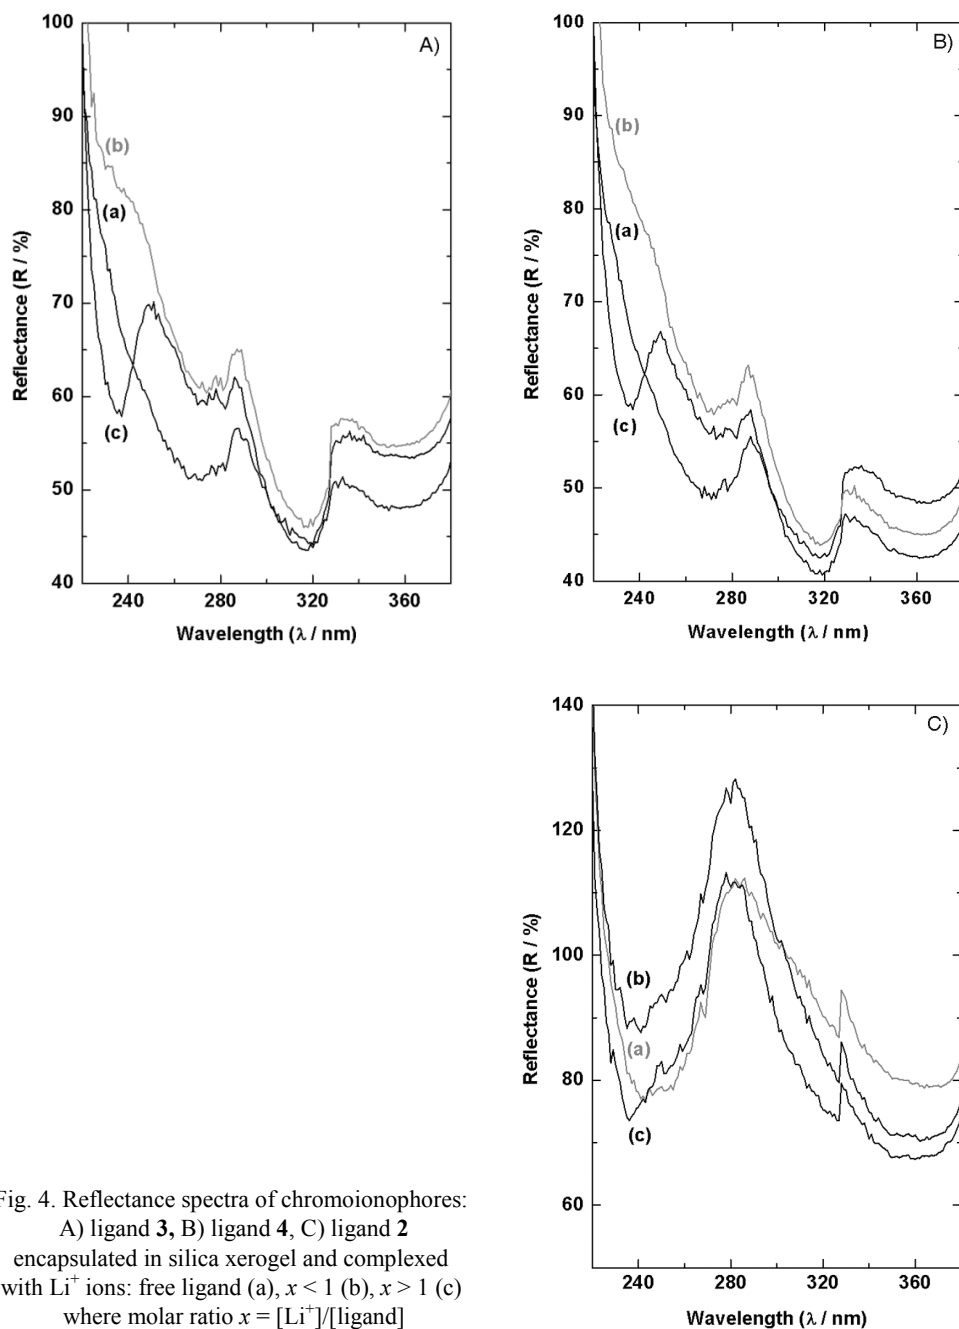 A)
100
90
80
70
60
50
40
240 280 320 360
Reflectance (R / %)
Wavelength (λ / nm)
(b)
(a)
(c)
B)
100
90
80
70
60
50
40
240 280 320 360
Reflectance (R / %)
Wavelength (λ / nm)
(b)
(a)
(c)
C)
140
120
100
80
60
240 280 320 360
Reflectance (R / %)
Wavelength (λ / nm)
(b)
(a)
(c)
Fig. 4. Reflectance spectra of chromoionophores:
A) ligand 3, B) ligand 4, C) ligand 2
encapsulated in silica xerogel and complexed
with Li⁺ ions: free ligand (a), x < 1 (b), x > 1 (c)
where molar ratio x = [Li⁺]/[ligand]